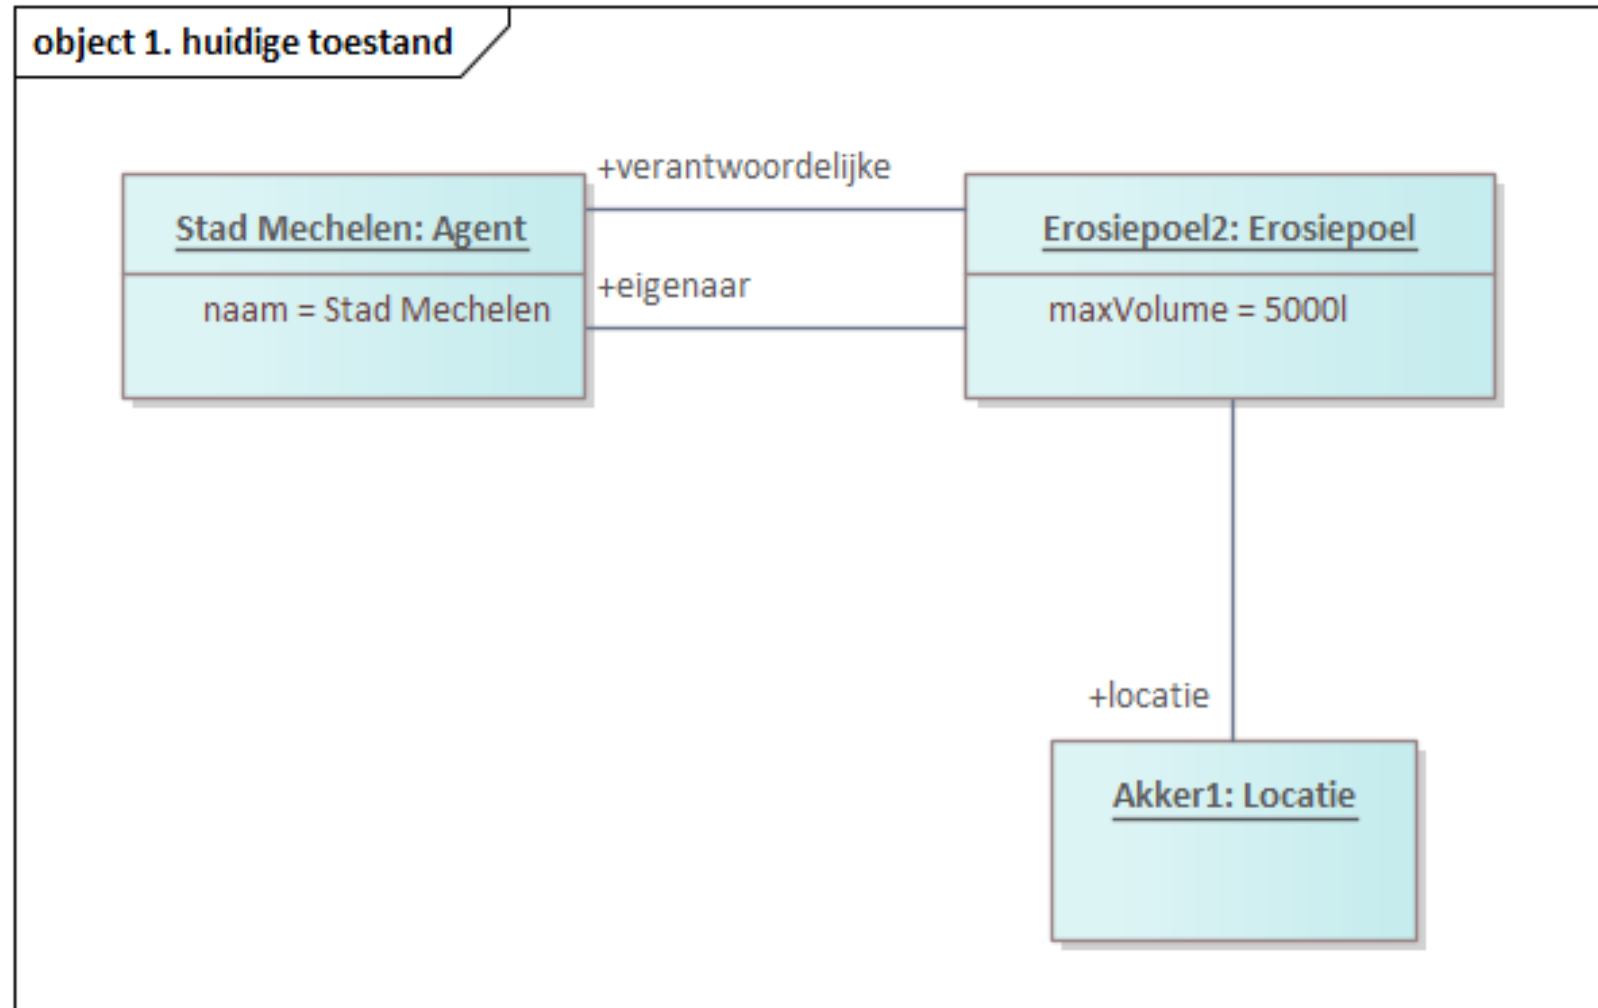 object 1. huidige toestand
+verantwoordelijke
Stad Mechelen: Agent
Erosiepoel2: Erosiepoel
+eigenaar
naam = Stad Mechelen
maxVolume = 5000l
+locatie
Akker1: Locatie